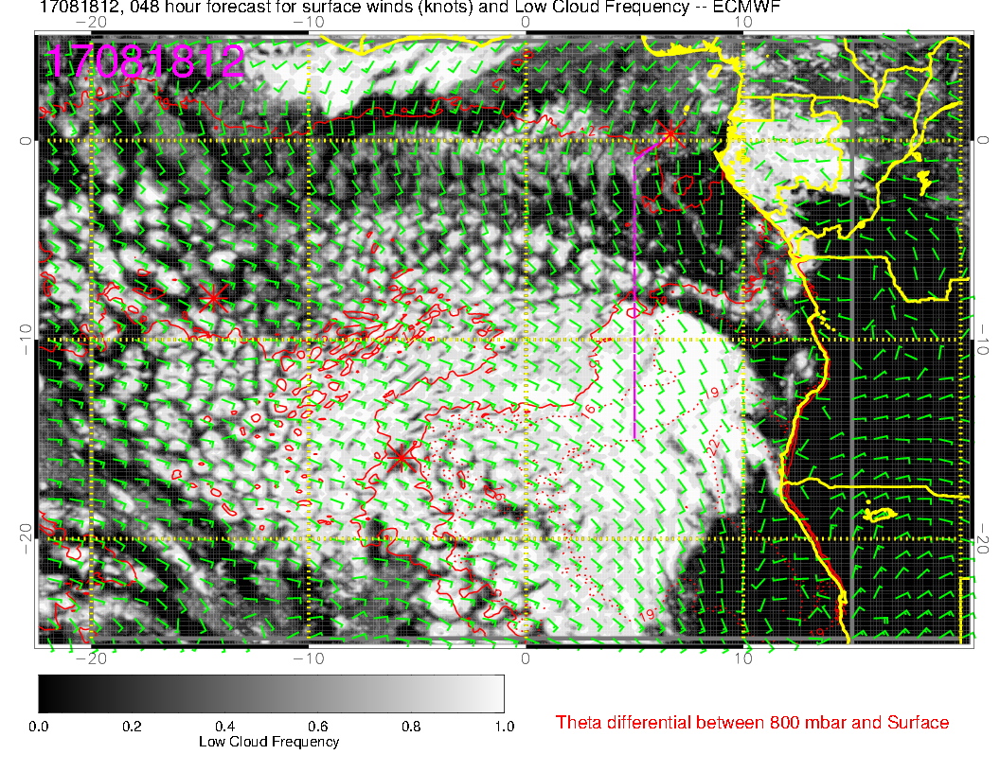 17081812, 048 hour forecast for surface winds (knots) and Low Cloud Frequency -- ECMWF
−20 −10 0 10
17081812
0 0
−10 −10
−20 −20
19
16
22
19
19
−20 −10 0 10
0.0 0.2 0.4 0.6 0.8 1.0
Low Cloud Frequency
Theta differential between 800 mbar and Surface